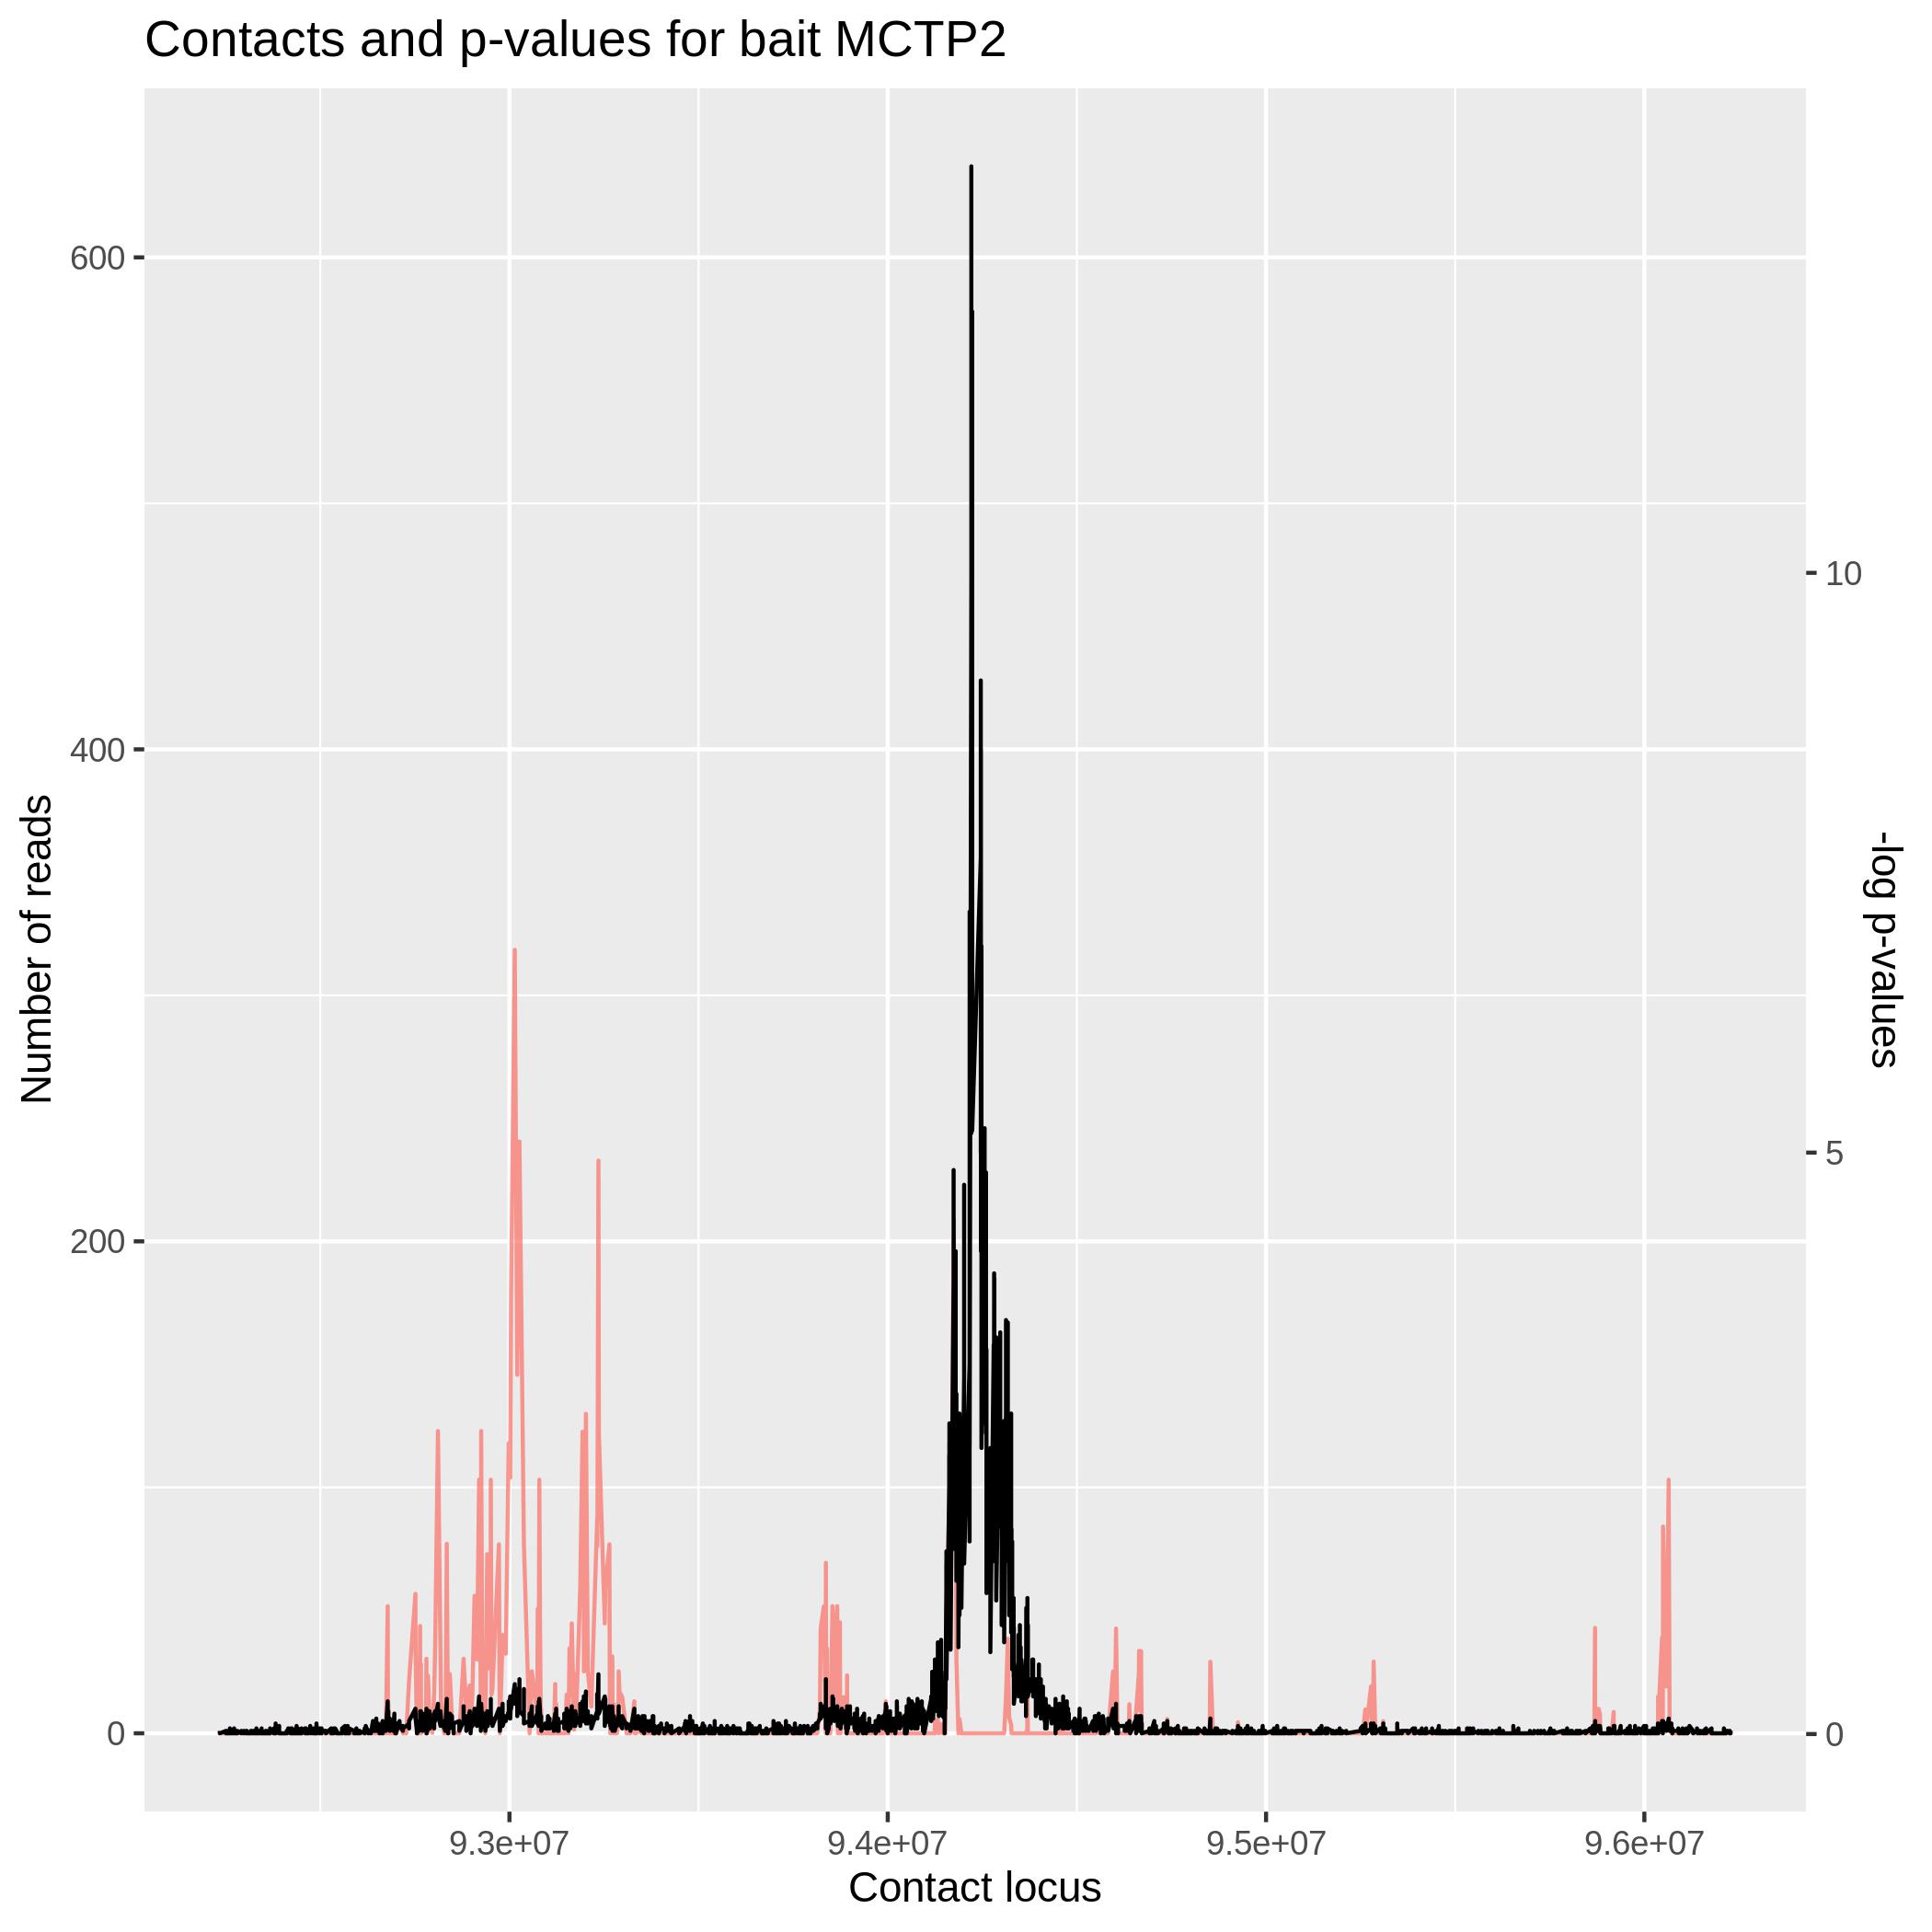 Contacts and p-values for bait MCTP2
600
400
200
0
Number of reads
10
5
0
-log p-values
9.3e+07
9.4e+07
9.5e+07
9.6e+07
Contact locus